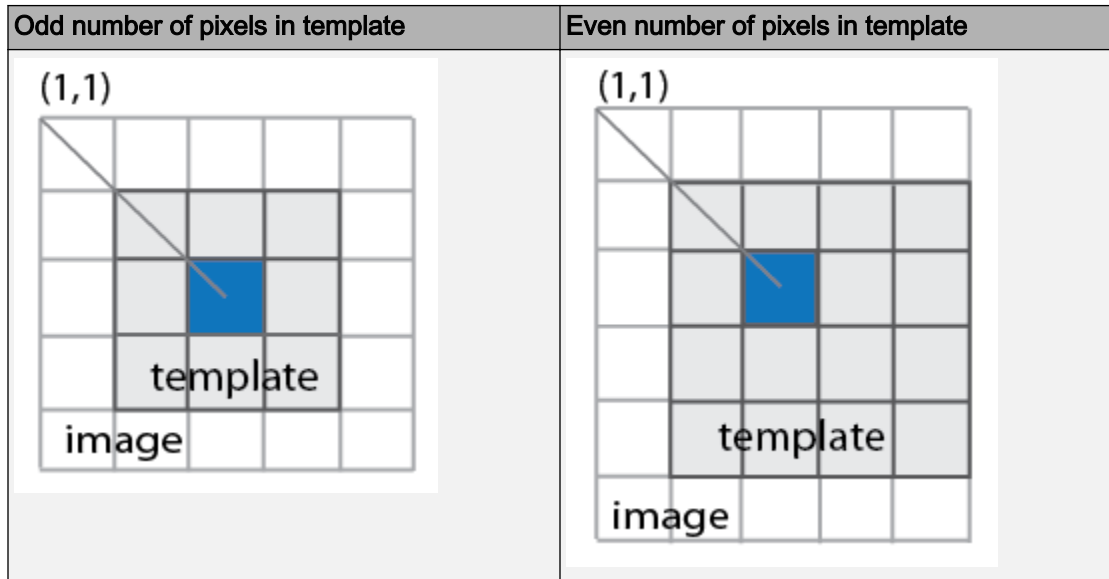 Odd number of pixels in template
Even number of pixels in template
(1,1)
template
image
(1,1)
template
image